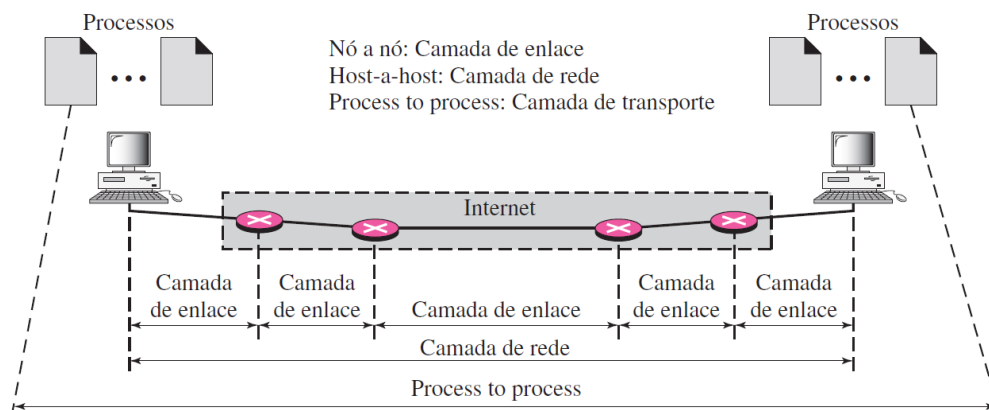 Processos
Processos
Nó a nó: Camada de enlace
Host-a-host: Camada de rede
Process to process: Camada de transporte
Internet
Camada
de enlace
Camada
de enlace
Camada de enlace
Camada
de enlace
Camada
de enlace
Camada de rede
Process to process